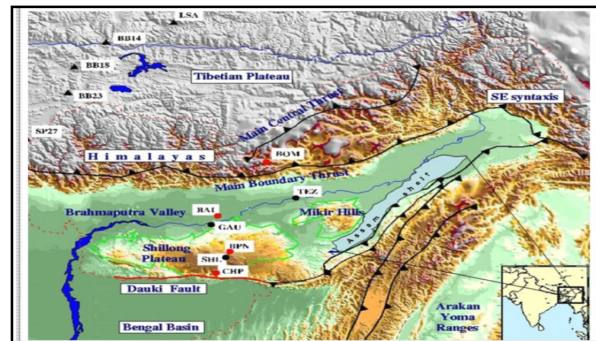 LSA
BB14
BB18
BB23
Tibetian Plateau
SE syntaxis
Main Central Thrust
SP27
Himalayas
BOM
Main Boundary Thrust
TEZ
BAI
Brahmaputra Valley
GAU
Mikir Hills
Assam Shelf
Shillong
Plateau
BPN
SHL
CHP
Dauki Fault
Bengal Basin
Arakan
Yoma
Ranges